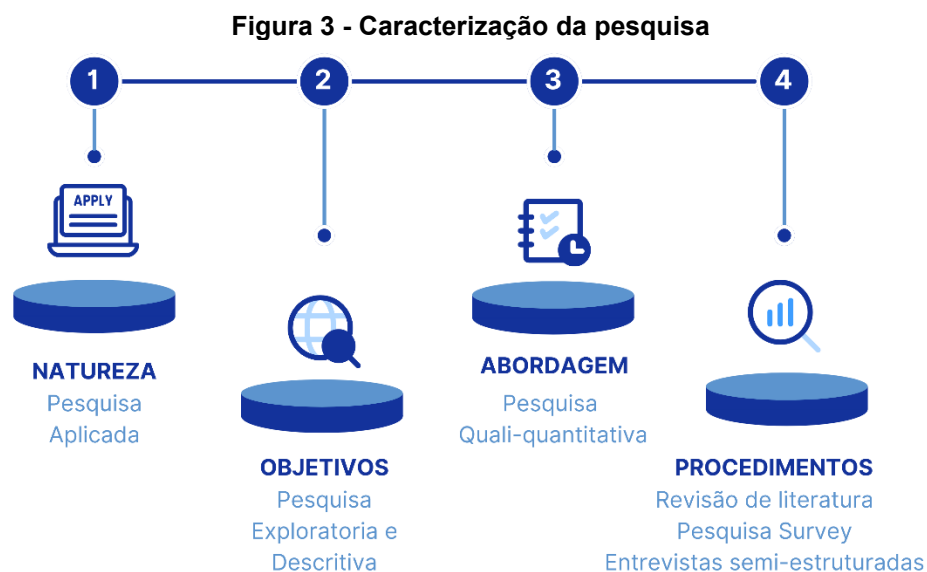 Figura 3 - Caracterização da pesquisa
1
2
3
4
APPLY
NATUREZA
Pesquisa
Aplicada
OBJETIVOS
Pesquisa
Exploratoria e
Descritiva
ABORDAGEM
Pesquisa
Quali-quantitativa
PROCEDIMENTOS
Revisão de literatura
Pesquisa Survey
Entrevistas semi-estruturadas